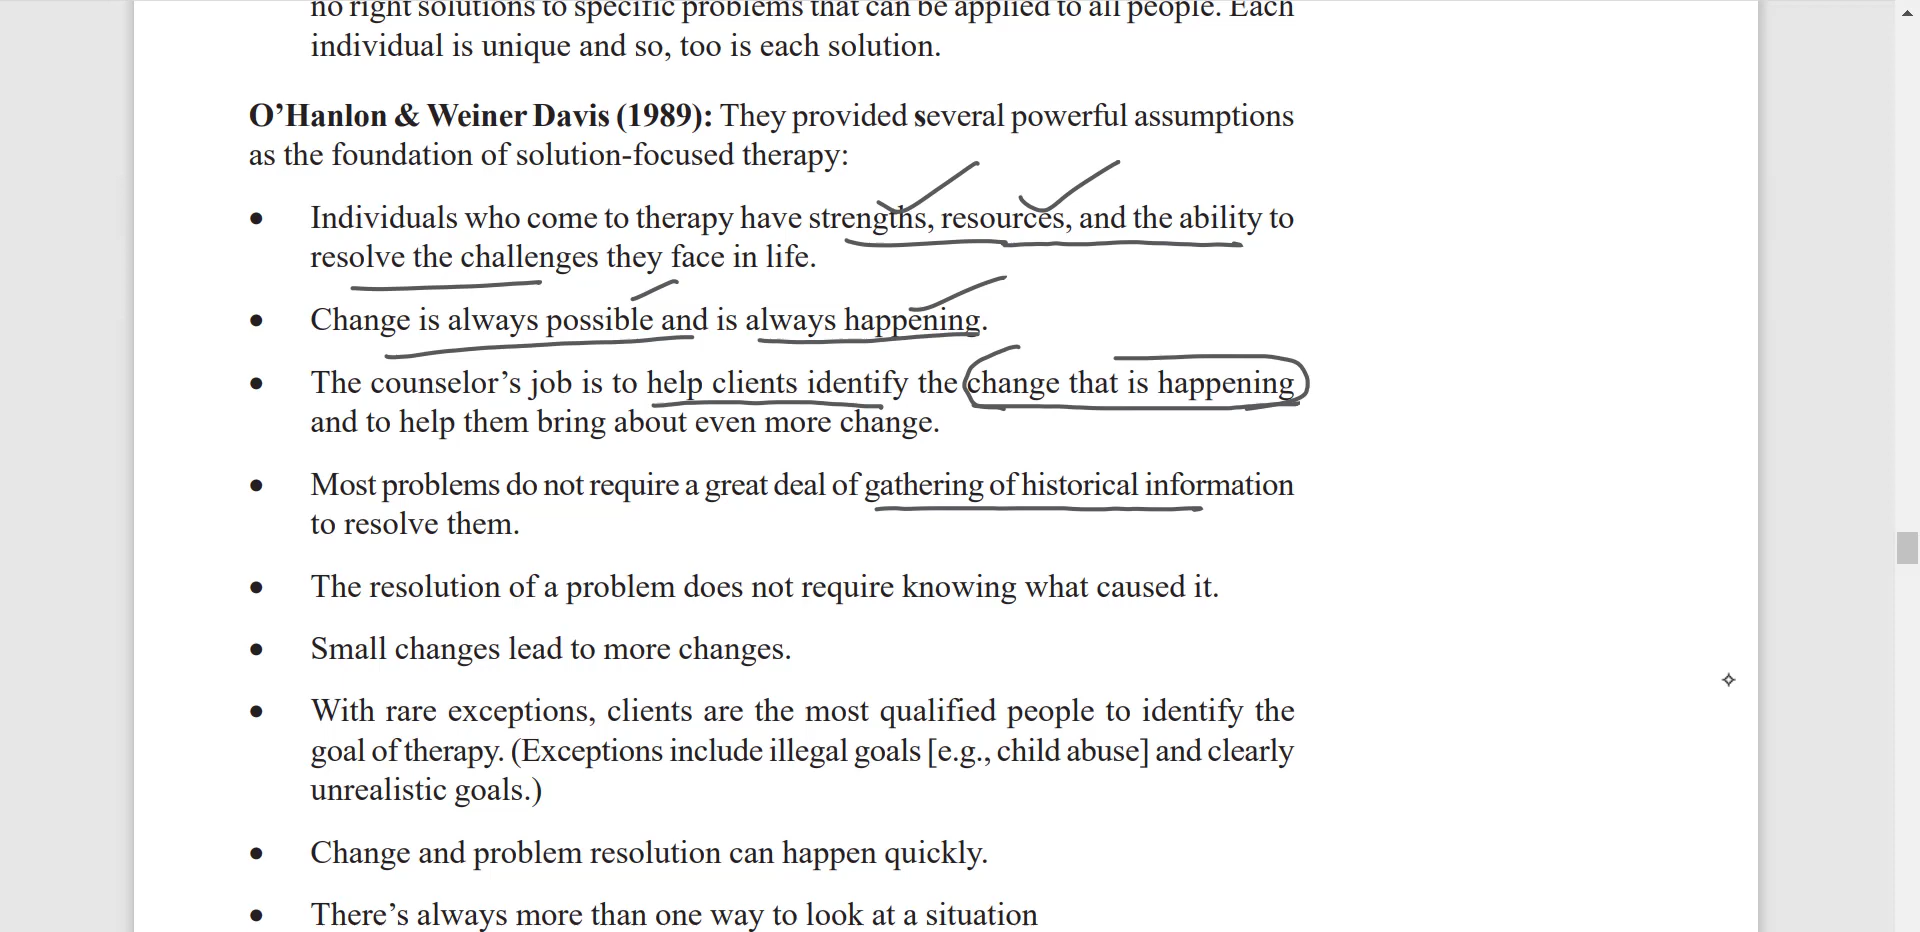 no right solutions to specific problems that can be applied to all people. Each
individual is unique and so, too is each solution.
O’Hanlon & Weiner Davis (1989): They provided several powerful assumptions
as the foundation of solution-focused therapy:
• Individuals who come to therapy have strengths, resources, and the ability to
resolve the challenges they face in life.
• Change is always possible and is always happening.
• The counselor’s job is to help clients identify the change that is happening
and to help them bring about even more change.
• Most problems do not require a great deal of gathering of historical information
to resolve them.
• The resolution of a problem does not require knowing what caused it.
• Small changes lead to more changes.
• With rare exceptions, clients are the most qualified people to identify the
goal of therapy. (Exceptions include illegal goals [e.g., child abuse] and clearly
unrealistic goals.)
• Change and problem resolution can happen quickly.
• There’s always more than one way to look at a situation